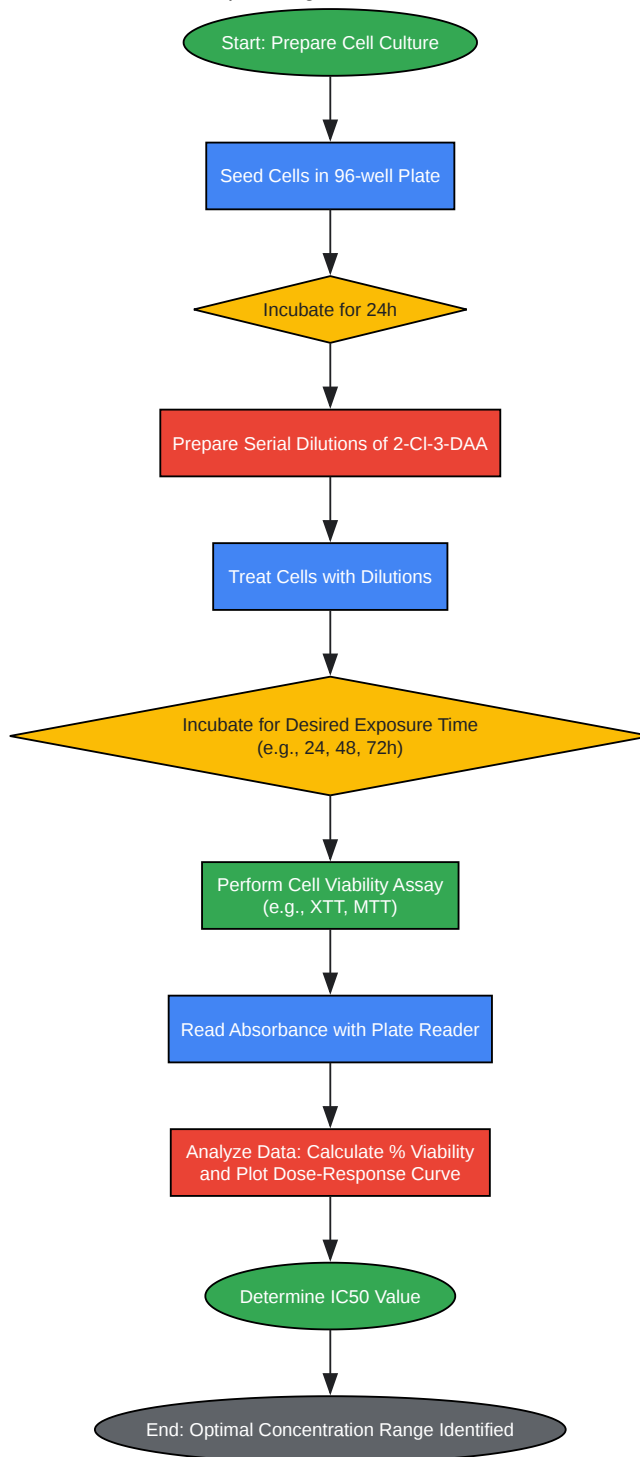 Start: Prepare Cell Culture
Seed Cells in 96-well Plate
Incubate for 24h
Prepare Serial Dilutions of 2-Cl-3-DAA
Treat Cells with Dilutions
Incubate for Desired Exposure Time
(e.g., 24, 48, 72h)
Perform Cell Viability Assay
(e.g., XTT, MTT)
Read Absorbance with Plate Reader
Analyze Data: Calculate % Viability
and Plot Dose-Response Curve
Determine IC50 Value
End: Optimal Concentration Range Identified